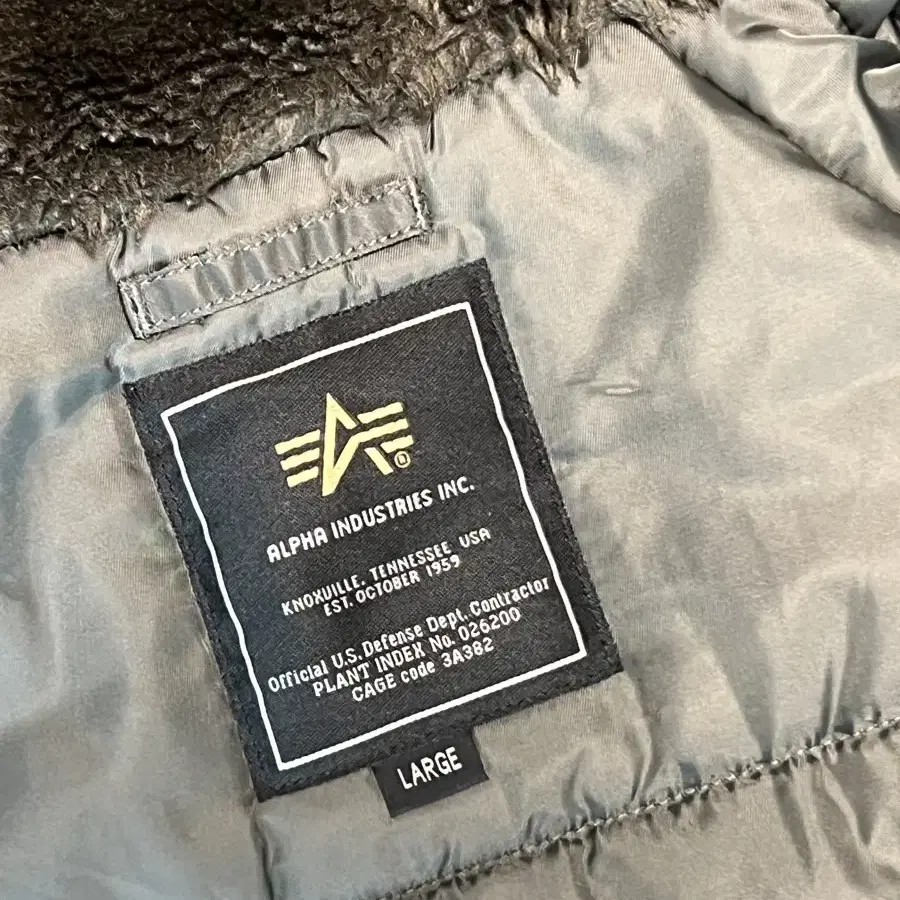 ALPHA INDUSTRIES INC.
KNOXVILLE, TENNESSEE USA
EST. OCTOBER 1959
Official U.S. Defense Dept. Contractor
PLANT INDEX No. 026200
CAGE code 3A382
LARGE